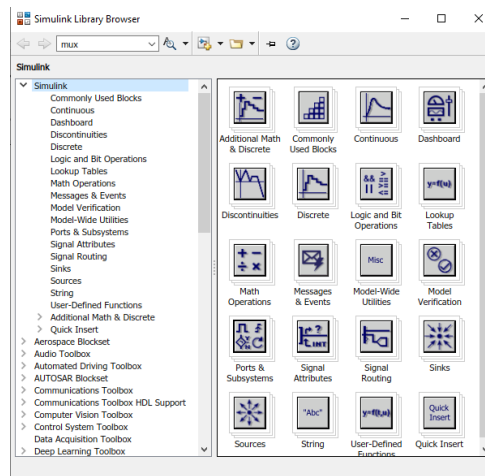 Simulink Library Browser
mux
Simulink
Simulink
Commonly Used Blocks
Continuous
Dashboard
Discontinuities
Discrete
Logic and Bit Operations
Lookup Tables
Math Operations
Messages & Events
Model Verification
Model-Wide Utilities
Ports & Subsystems
Signal Attributes
Signal Routing
Sinks
Sources
String
User-Defined Functions
Additional Math & Discrete
Quick Insert
Aerospace Blockset
Audio Toolbox
Automated Driving Toolbox
AUTOSAR Blockset
Communications Toolbox
Communications Toolbox HDL Support
Computer Vision Toolbox
Control System Toolbox
Data Acquisition Toolbox
Deep Learning Toolbox
Additional Math
& Discrete
Commonly
Used Blocks
Continuous
Dashboard
&& >=
|| <=
y=f(u)
Discontinuities
Discrete
Logic and Bit
Operations
Lookup
Tables
+ -
÷ x
Misc
Math
Operations
Messages
& Events
Model-Wide
Utilities
Model
Verification
?
INT
Ports &
Subsystems
Signal
Attributes
Signal
Routing
Sinks
"Abc"
y=f(t,u)
Quick
Insert
Sources
String
User-Defined
Functions
Quick Insert